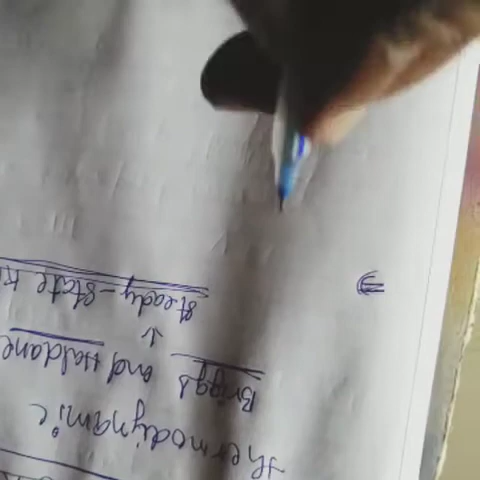 thermodynamic
Briggs and Haldane
↓
steady-state